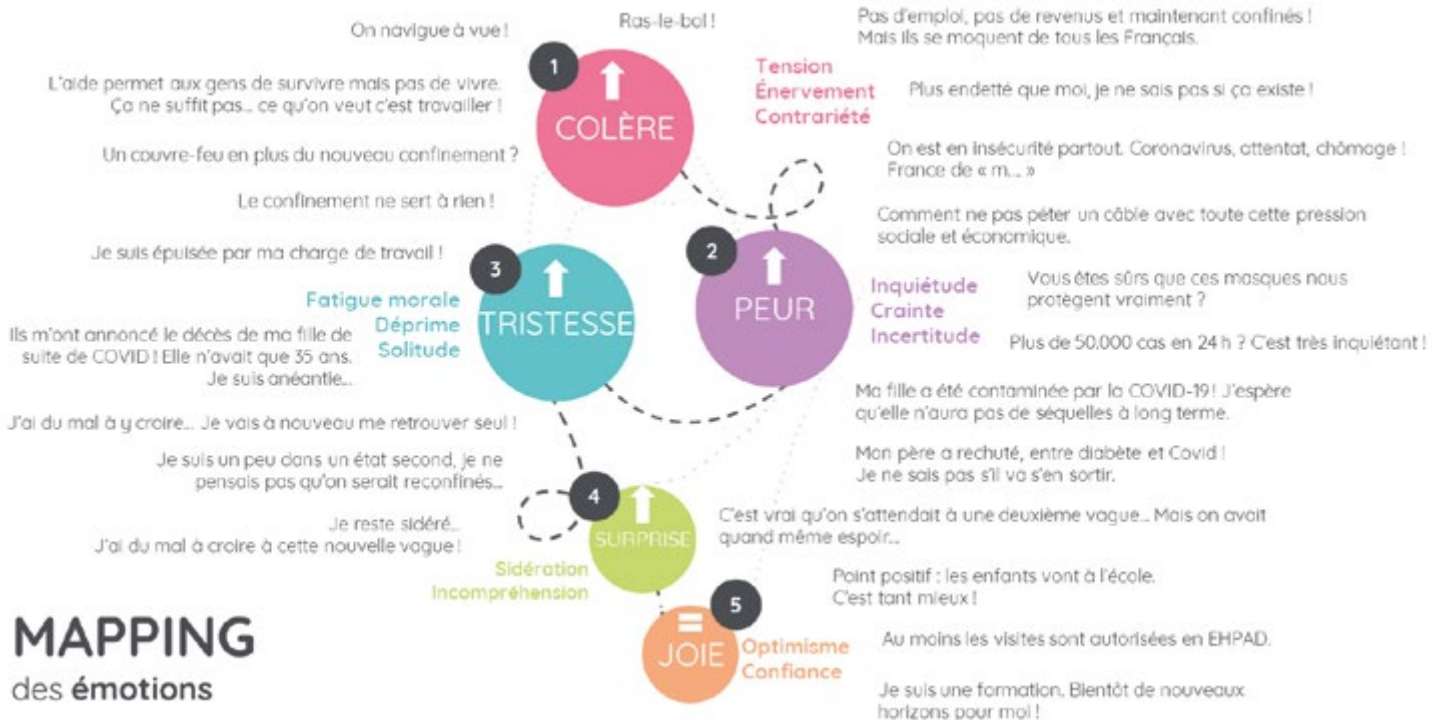 On navigue à vue !
Ras-le-bol !
Pas d'emploi, pas de revenus et maintenant confinés !
Mais ils se moquent de tous les Français.
1
COLÈRE
Tension
Énervement
Contrariété
L'aide permet aux gens de survivre mais pas de vivre.
Ça ne suffit pas... ce qu'on veut c'est travailler !
Plus endetté que moi, je ne sais pas si ça existe !
Un couvre-feu en plus du nouveau confinement ?
On est en insécurité partout. Coronavirus, attentat, chômage !
France de « m... »
Le confinement ne sert à rien !
Comment ne pas péter un câble avec toute cette pression
sociale et économique.
Je suis épuisée par ma charge de travail !
3
TRISTESSE
Fatigue morale
Déprime
Solitude
2
PEUR
Inquiétude
Crainte
Incertitude
Vous êtes sûrs que ces masques nous
protègent vraiment ?
Ils m'ont annoncé le décès de ma fille de
suite de COVID ! Elle n'avait que 35 ans.
Je suis anéantie...
Plus de 50.000 cas en 24 h ? C'est très inquiétant !
Ma fille a été contaminée par la COVID-19! J'espère
qu'elle n'aura pas de séquelles à long terme.
J'ai du mal à y croire... Je vais à nouveau me retrouver seul !
Mon père a rechuté, entre diabète et Covid !
Je ne sais pas s'il va s'en sortir.
Je suis un peu dans un état second, je ne
pensais pas qu'on serait reconfinés...
4
SURPRISE
Sidération
Incompréhension
C'est vrai qu'on s'attendait à une deuxième vague... Mais on avait
quand même espoir...
Je reste sidéré...
J'ai du mal à croire à cette nouvelle vague !
Point positif : les enfants vont à l'école.
C'est tant mieux !
5
JOIE
Optimisme
Confiance
Au moins les visites sont autorisées en EHPAD.
Je suis une formation. Bientôt de nouveaux
horizons pour moi !
MAPPING
des émotions